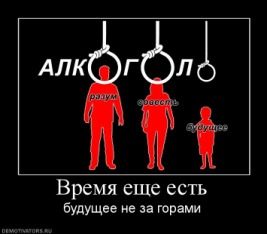 АЛКОГОЛЬ
разум
совесть
будущее
Время еще есть
будущее не за горами
DEMOTIVATORS.RU